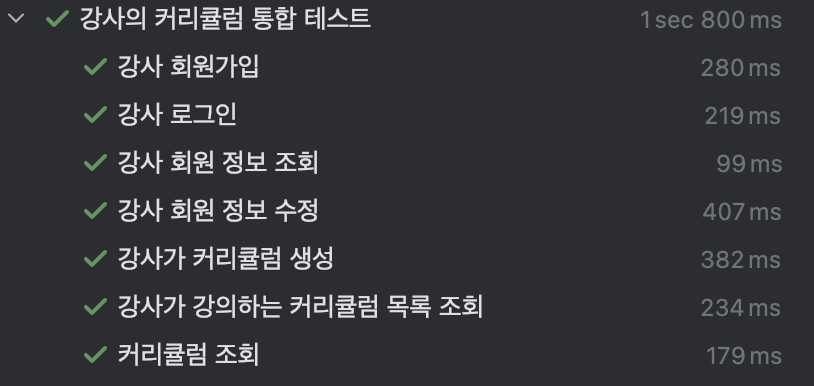 강사의 커리큘럼 통합 테스트 1 sec 800 ms
강사 회원가입 280 ms
강사 로그인 219 ms
강사 회원 정보 조회 99 ms
강사 회원 정보 수정 407 ms
강사가 커리큘럼 생성 382 ms
강사가 강의하는 커리큘럼 목록 조회 234 ms
커리큘럼 조회 179 ms